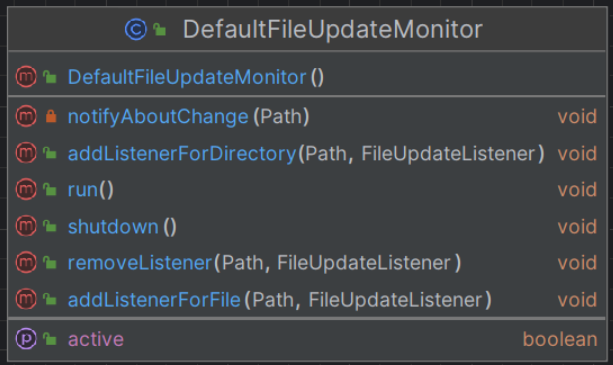 DefaultFileUpdateMonitor
DefaultFileUpdateMonitor()
notifyAboutChange(Path) void
addListenerForDirectory(Path, FileUpdateListener) void
run() void
shutdown() void
removeListener(Path, FileUpdateListener) void
addListenerForFile(Path, FileUpdateListener) void
active boolean